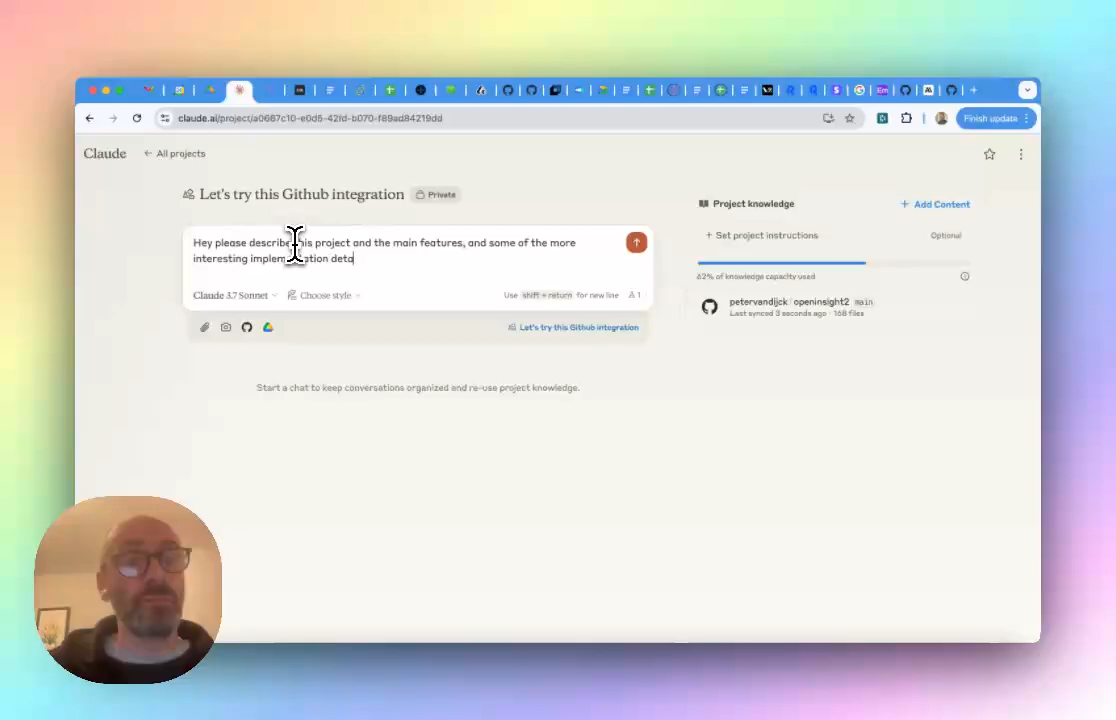 claude.ai/project/a0667c10-e0d6-42fd-b070-f89ad84219dd
Finish update
Claude
← All projects
Let's try this Github integration
Private
Project knowledge
+ Add Content
Hey please describe this project and the main features, and some of the more
interesting implementation deta
+ Set project instructions
Optional
62% of knowledge capacity used
Claude 3.7 Sonnet
Choose style
Use shift + return for new line
1
petervandijck/openinsight2 main
Last synced 3 seconds ago · 168 files
Let's try this Github integration
Start a chat to keep conversations organized and re-use project knowledge.